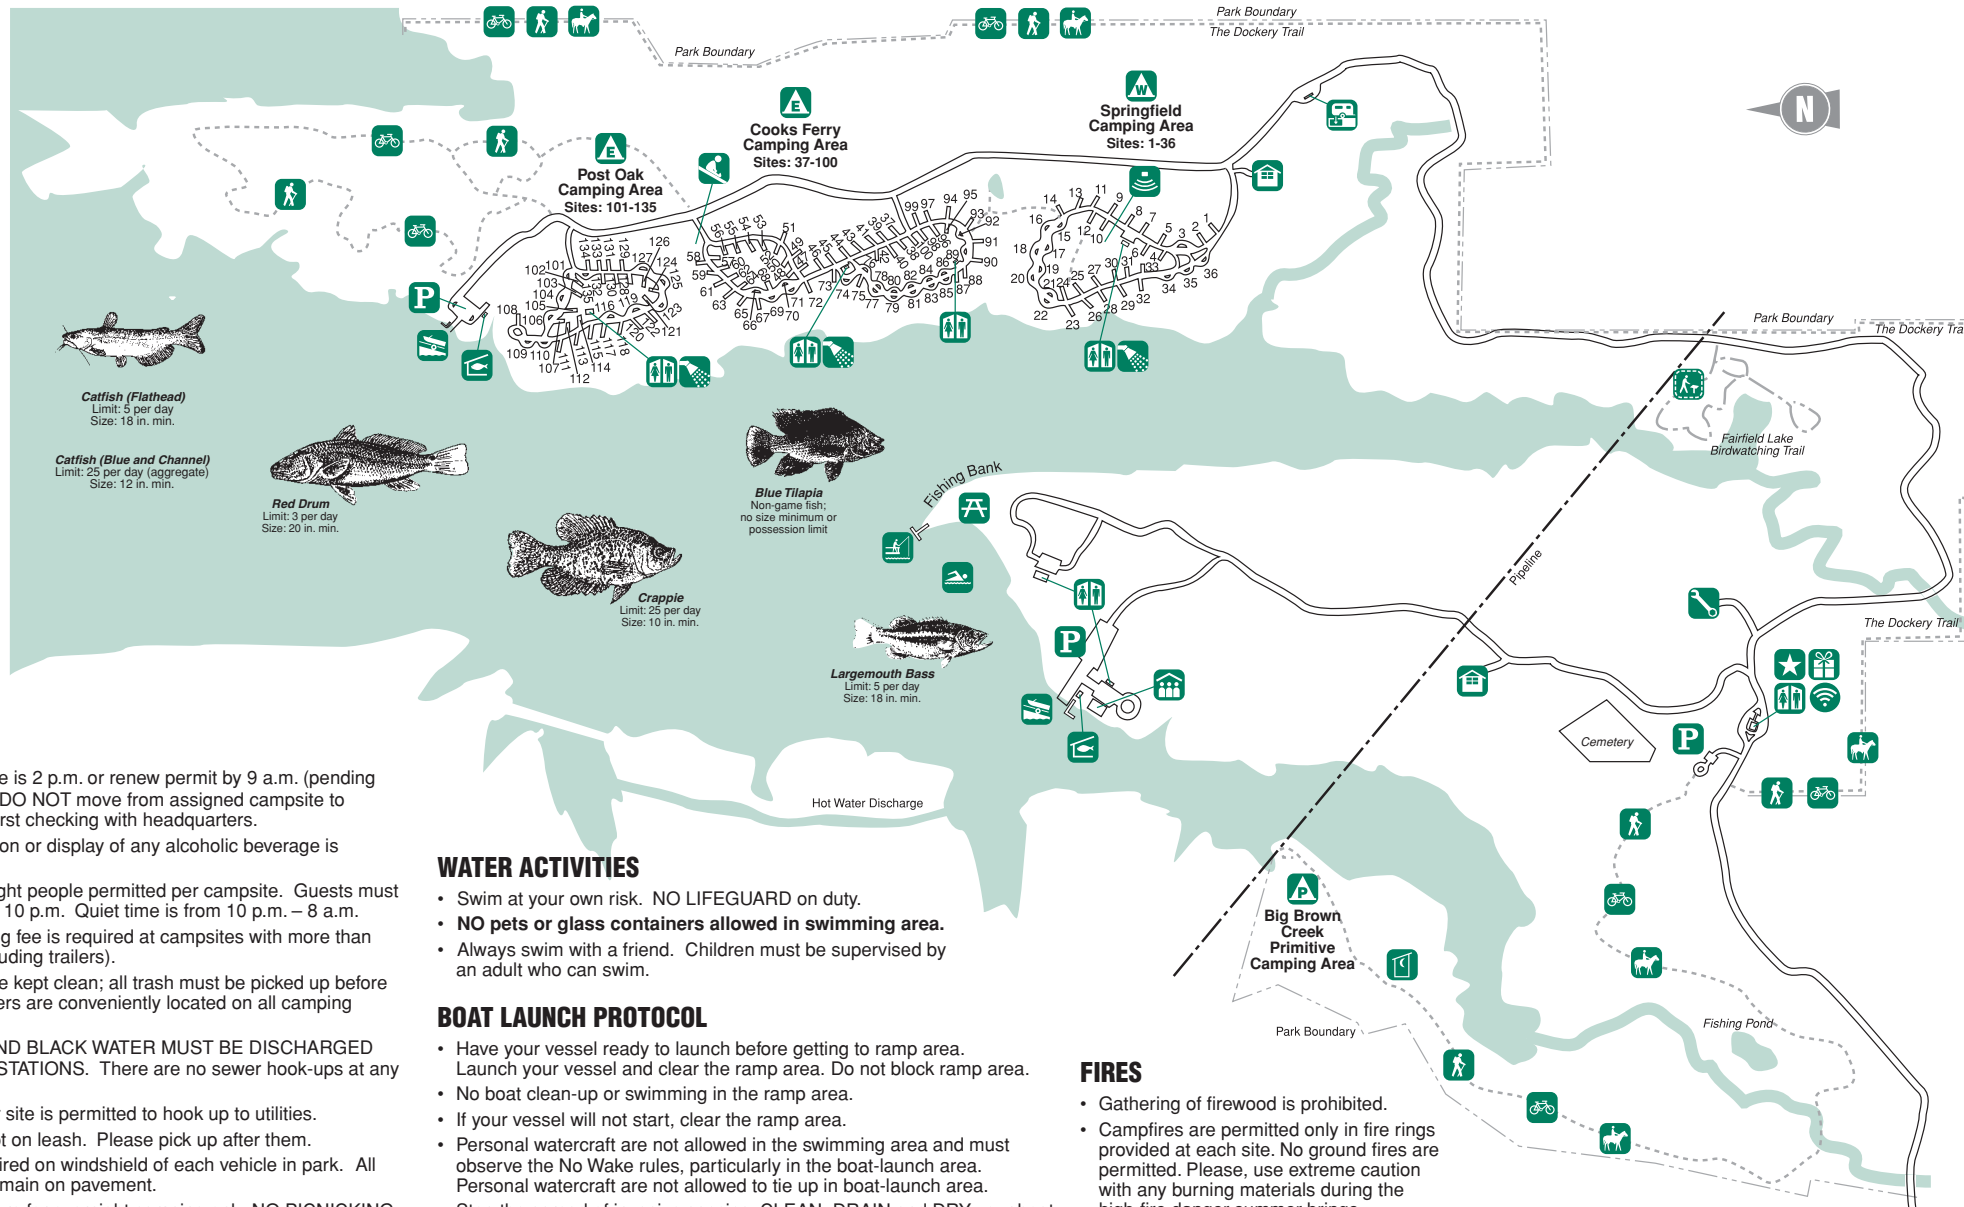 Park Boundary
The Dockery Trail
Park Boundary
N
E
Cooks Ferry
Camping Area
Sites: 37-100
W
Springfield
Camping Area
Sites: 1-36
E
Post Oak
Camping Area
Sites: 101-135
P
Park Boundary
The Dockery Tra
Catfish (Flathead)
Limit: 5 per day
Size: 18 in. min.
Catfish (Blue and Channel)
Limit: 25 per day (aggregate)
Size: 12 in. min.
Red Drum
Limit: 3 per day
Size: 20 in. min.
Crappie
Limit: 25 per day
Size: 10 in. min.
Blue Tilapia
Non-game fish;
no size minimum or
possession limit
Largemouth Bass
Limit: 5 per day
Size: 18 in. min.
Fishing Bank
Fairfield Lake
Birdwatching Trail
Pipeline
The Dockery Trail
P
Cemetery
P
Hot Water Discharge
P
Big Brown
Creek
Primitive
Camping Area
Park Boundary
Fishing Pond
e is 2 p.m. or renew permit by 9 a.m. (pending
DO NOT move from assigned campsite to
rst checking with headquarters.
on or display of any alcoholic beverage is
ght people permitted per campsite. Guests must
10 p.m. Quiet time is from 10 p.m. – 8 a.m.
g fee is required at campsites with more than
uding trailers).
e kept clean; all trash must be picked up before
ers are conveniently located on all camping
ND BLACK WATER MUST BE DISCHARGED
STATIONS. There are no sewer hook-ups at any
site is permitted to hook up to utilities.
pt on leash. Please pick up after them.
ired on windshield of each vehicle in park. All
main on pavement.
WATER ACTIVITIES
• Swim at your own risk. NO LIFEGUARD on duty.
• NO pets or glass containers allowed in swimming area.
• Always swim with a friend. Children must be supervised by
an adult who can swim.
BOAT LAUNCH PROTOCOL
• Have your vessel ready to launch before getting to ramp area.
Launch your vessel and clear the ramp area. Do not block ramp area.
• No boat clean-up or swimming in the ramp area.
• If your vessel will not start, clear the ramp area.
• Personal watercraft are not allowed in the swimming area and must
observe the No Wake rules, particularly in the boat-launch area.
Personal watercraft are not allowed to tie up in boat-launch area.
FIRES
• Gathering of firewood is prohibited.
• Campfires are permitted only in fire rings
provided at each site. No ground fires are
permitted. Please, use extreme caution
with any burning materials during the